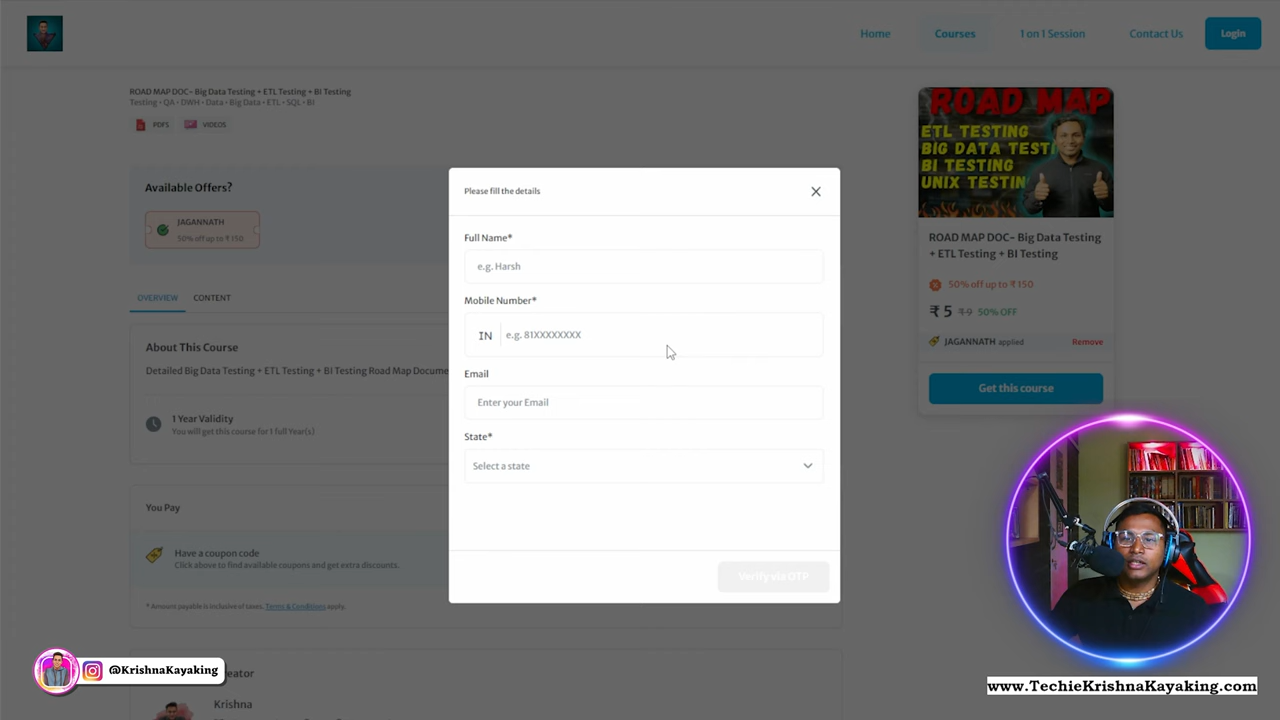 Home
Courses
1 on 1 Session
Contact Us
Login
ROAD MAP DOC- Big Data Testing + ETL Testing + BI Testing
Testing • QA • DWH • Data • Big Data • ETL • SQL • BI
PDFS
VIDEOS
Available Offers?
JAGANNATH
50% off up to ₹ 150
OVERVIEW
CONTENT
About This Course
Detailed Big Data Testing + ETL Testing + BI Testing Road Map Docume
1 Year Validity
You will get this course for 1 full Year(s).
You Pay
Have a coupon code
Click above to find available coupons and get extra discounts.
* Amount payable is inclusive of taxes. Terms & Conditions apply.
eator
Krishna
Please fill the details
Full Name*
e.g. Harsh
Mobile Number*
IN
e.g. 81XXXXXXXX
Email
Enter your Email
State*
Select a state
Verify via OTP
ROAD MAP
ETL TESTING
BIG DATA TESTI
BI TESTING
UNIX TESTIN
ROAD MAP DOC- Big Data Testing
+ ETL Testing + BI Testing
50% off up to ₹ 150
₹ 5 ₹9 50% OFF
JAGANNATH applied
Remove
Get this course
@KrishnaKayaking
www.TechieKrishnaKayaking.com